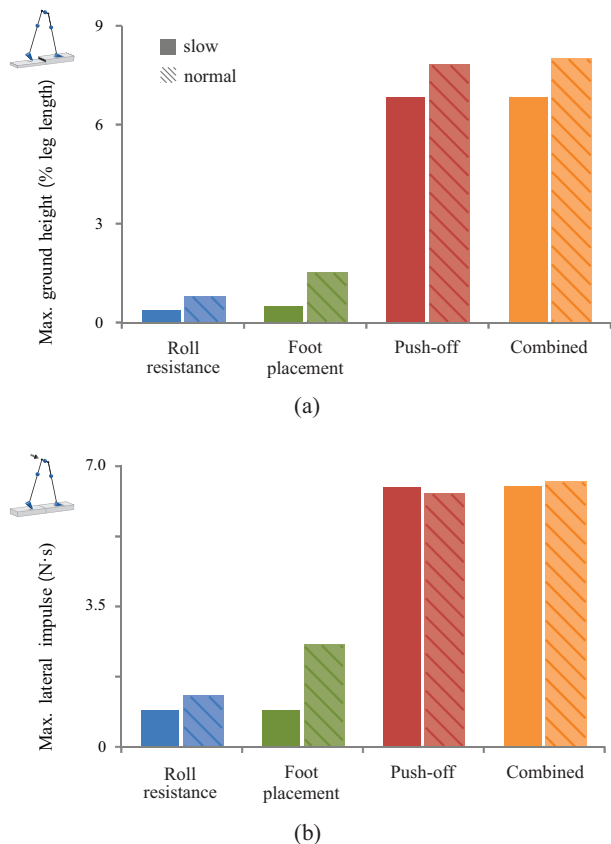 Max. ground height (% leg length)
9
6
3
0
slow
normal
Roll
resistance
Foot
placement
Push-off
Combined
(a)
Max. lateral impulse (N·s)
7.0
3.5
0
Roll
resistance
Foot
placement
Push-off
Combined
(b)